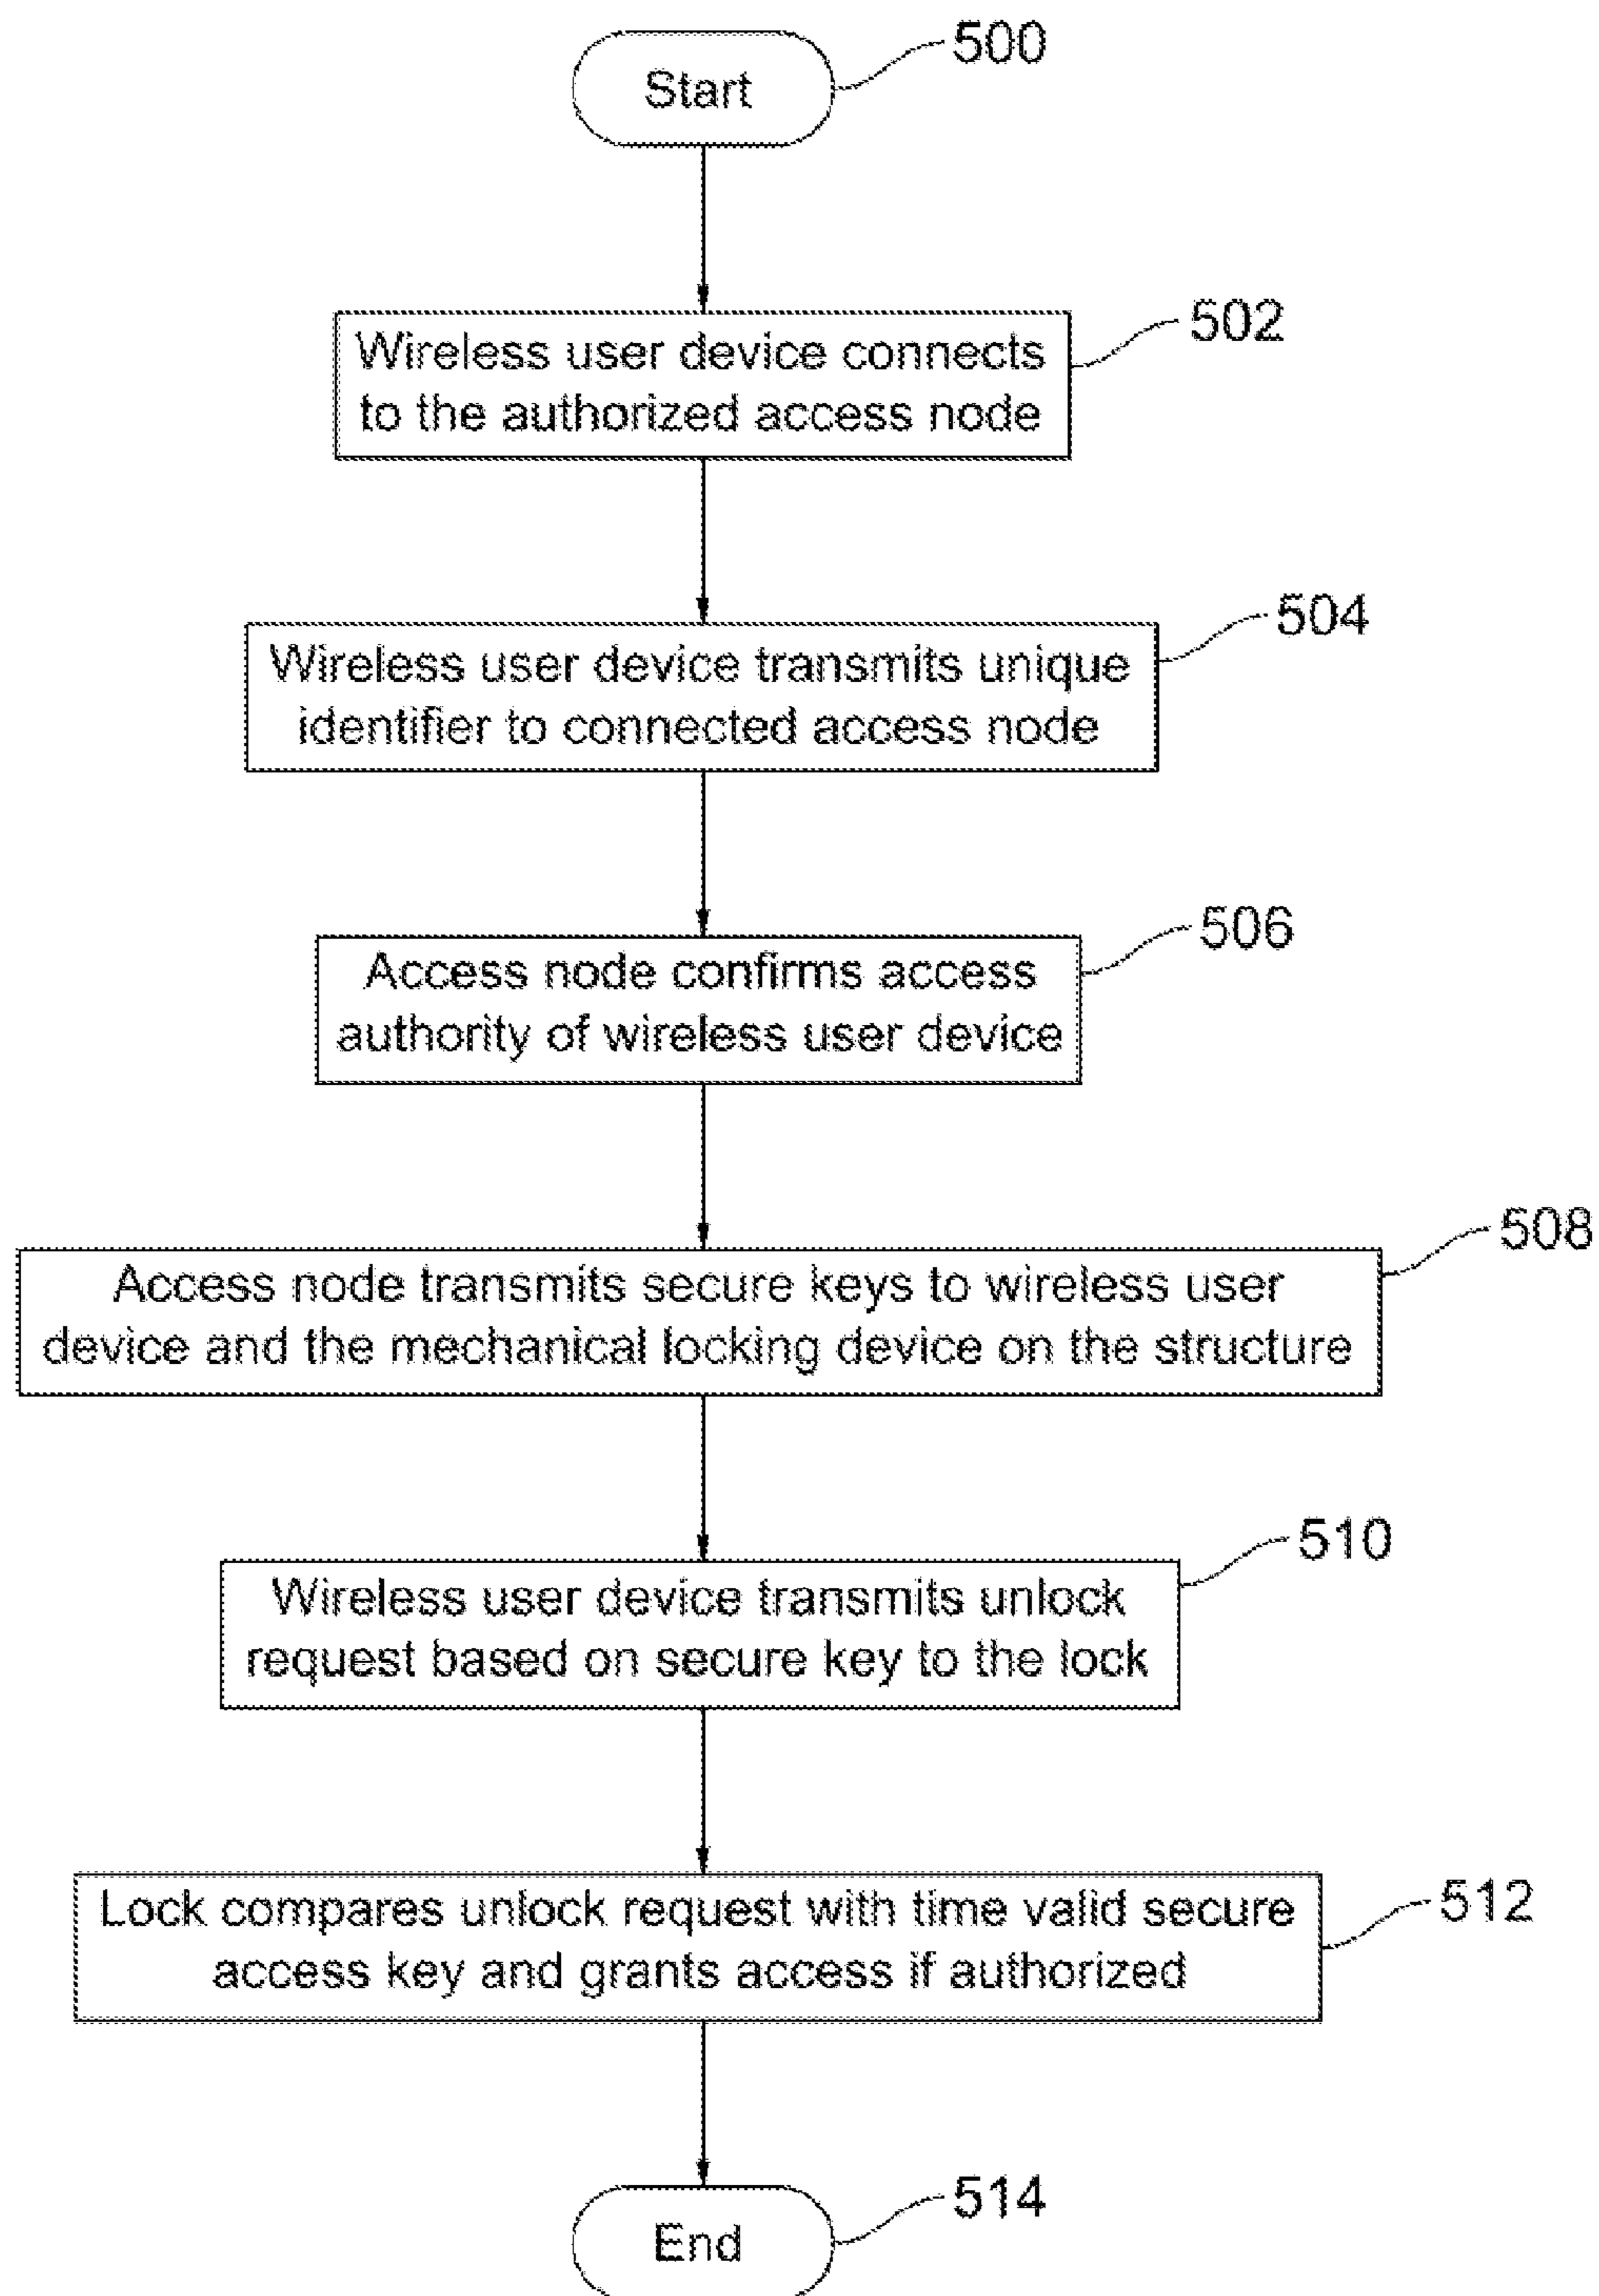 Start
500
Wireless user device connects
to the authorized access node
502
Wireless user device transmits unique
identifier to connected access node
504
Access node confirms access
authority of wireless user device
506
Access node transmits secure keys to wireless user
device and the mechanical locking device on the structure
508
Wireless user device transmits unlock
request based on secure key to the lock
510
Lock compares unlock request with time valid secure
access key and grants access if authorized
512
End
514